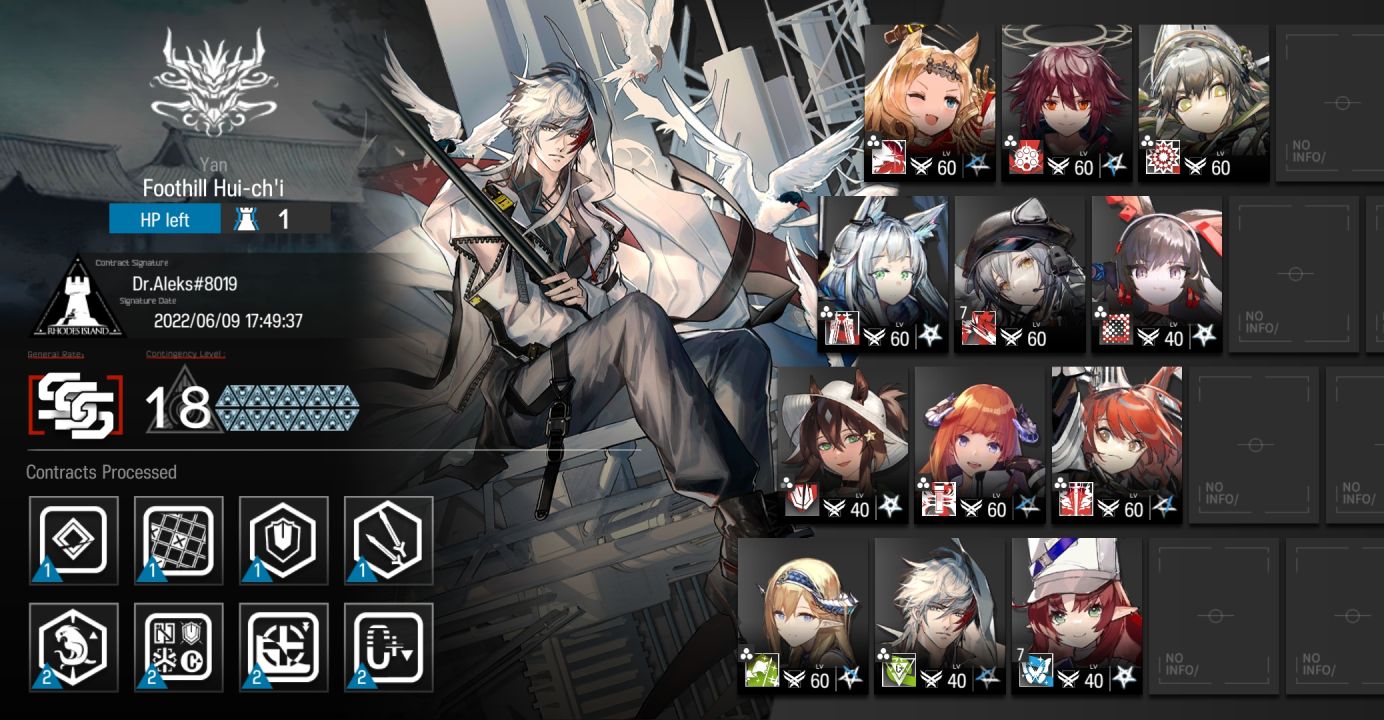 Yan
Foothill Hui-ch'i
HP left 1
Contract Signature
Dr.Aleks#8019
Signature Date
2022/06/09 17:49:37
RHODES ISLAND
General Rate:
Contingency Level:
SSS
18
Contracts Processed
1 1 1 1
2 2 2 2
LV 60
LV 60
LV 60
NO INFO/
LV 60
7 LV 60
LV 40
NO INFO/
LV 40
LV 60
LV 60
NO INFO/
NO INFO/
LV 60
LV 40
7 LV 40
NO INFO/
NO INFO/